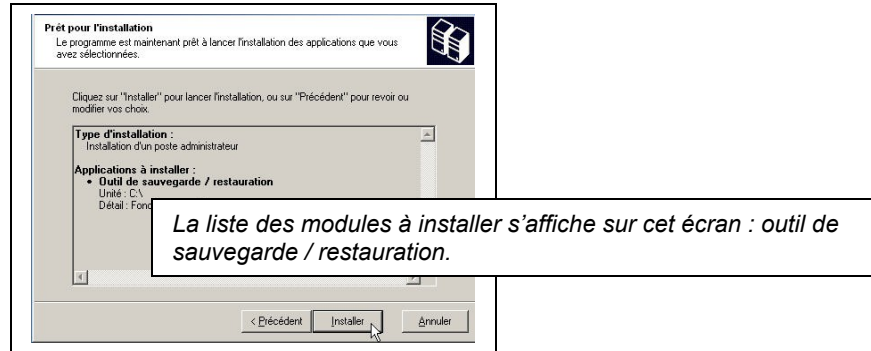 Prêt pour l'installation
Le programme est maintenant prêt à lancer l'installation des applications que vous
avez sélectionnées.
Cliquez sur "Installer" pour lancer l'installation, ou sur "Précédent" pour revoir ou
modifier vos choix.
Type d'installation :
Installation d'un poste administrateur
Applications à installer :
• Outil de sauvegarde / restauration
Unité : C:\
Détail : Fonc
La liste des modules à installer s’affiche sur cet écran : outil de
sauvegarde / restauration.
< Précédent
Installer
Annuler